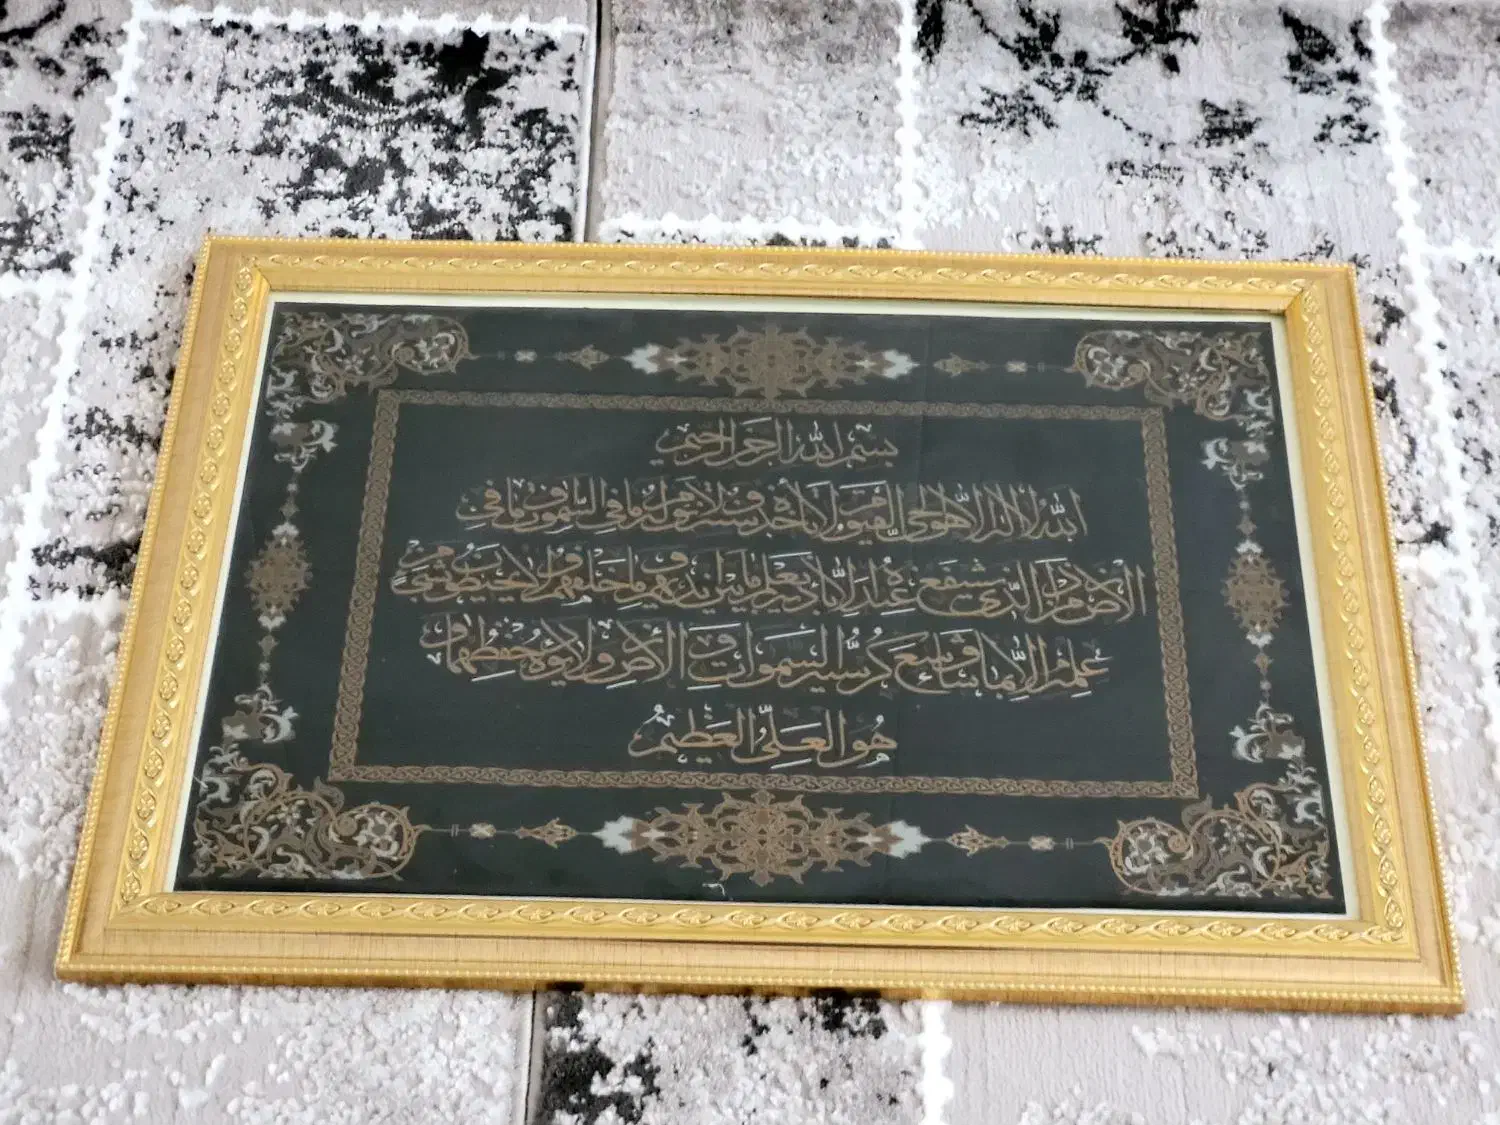 بسم الله الرحمن الرحيم
الله لا إله إلا هو الحي القيوم لا تأخذه سنة ولا نوم له ما في السموات وما في
الأرض من ذا الذي يشفع عنده إلا بإذنه يعلم ما بين أيديهم وما خلفهم ولا يحيطون بشيء من
علمه إلا بما شاء وسع كرسيه السموات والأرض ولا يؤده حفظهما و
هو العلي العظيم